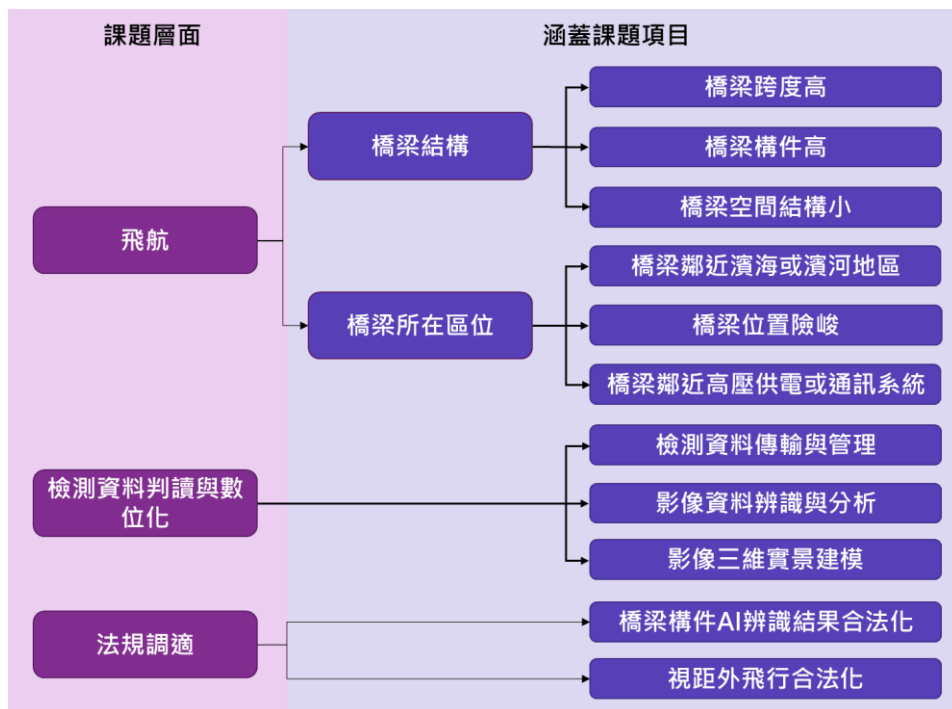 課題層面
涵蓋課題項目
飛航
橋梁結構
橋梁跨度高
橋梁構件高
橋梁空間結構小
橋梁所在區位
橋梁鄰近濱海或濱河地區
橋梁位置險峻
橋梁鄰近高壓供電或通訊系統
檢測資料判讀與數
位化
檢測資料傳輸與管理
影像資料辨識與分析
影像三維實景建模
法規調適
橋梁構件AI辨識結果合法化
視距外飛行合法化